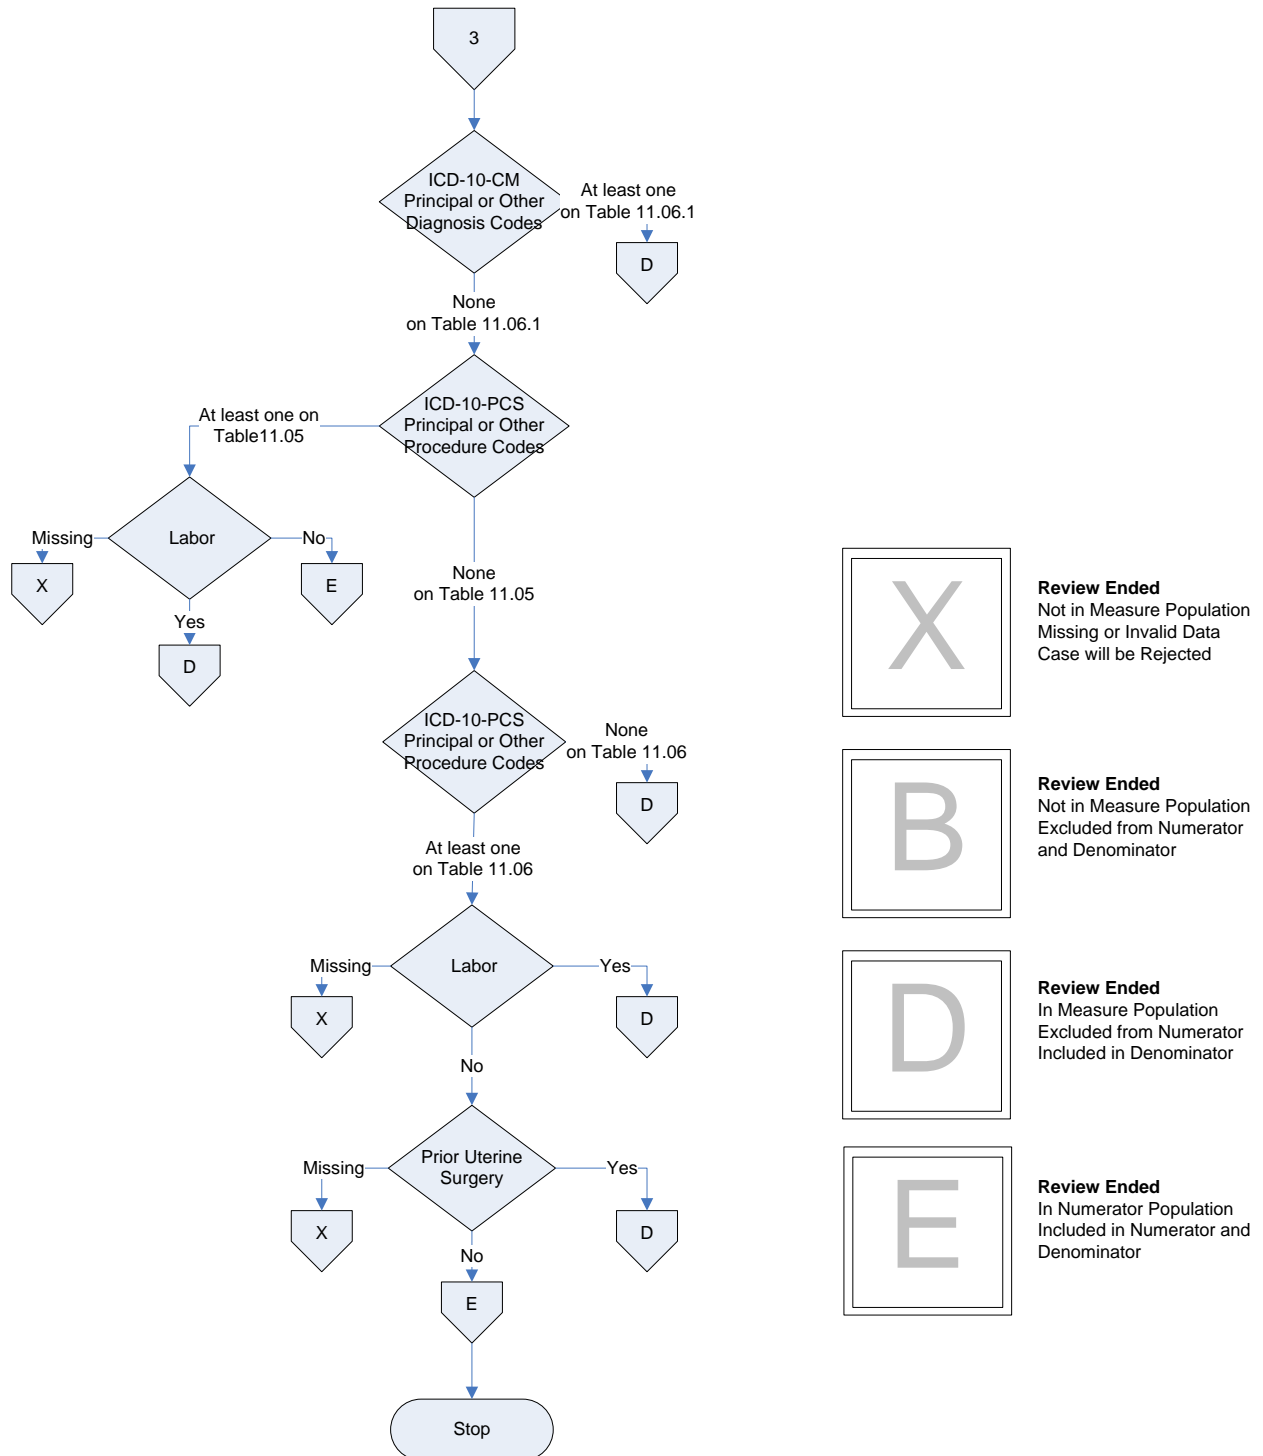 3
ICD-10-CM
Principal or Other
Diagnosis Codes
At least one
on Table 11.06.1
D
None
on Table 11.06.1
ICD-10-PCS
Principal or Other
Procedure Codes
At least one on
Table11.05
Labor
Missing
X
No
E
Yes
D
None
on Table 11.05
ICD-10-PCS
Principal or Other
Procedure Codes
None
on Table 11.06
D
At least one
on Table 11.06
Labor
Missing
X
Yes
D
No
Prior Uterine
Surgery
Missing
X
Yes
D
No
E
Stop
X
Review Ended
Not in Measure Population
Missing or Invalid Data
Case will be Rejected
B
Review Ended
Not in Measure Population
Excluded from Numerator
and Denominator
D
Review Ended
In Measure Population
Excluded from Numerator
Included in Denominator
E
Review Ended
In Numerator Population
Included in Numerator and
Denominator